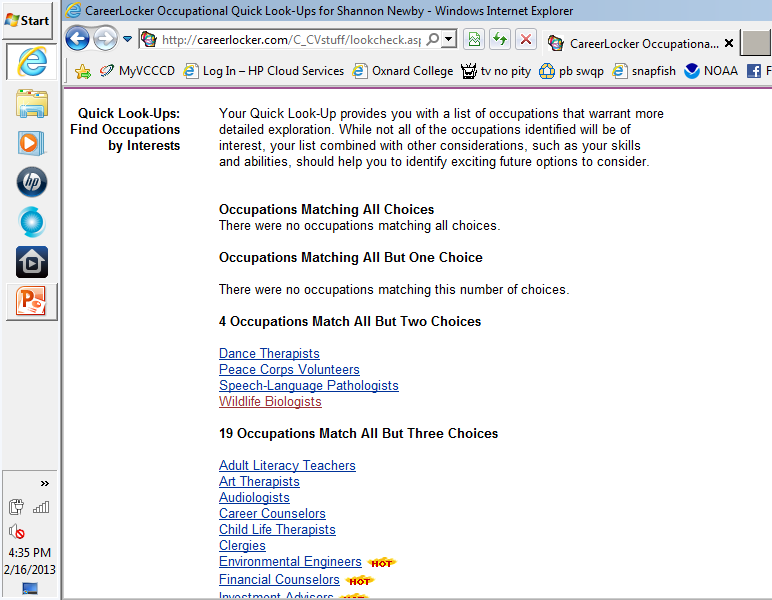 CareerLocker Occupational Quick Look-Ups for Shannon Newby - Windows Internet Explorer
Start
http://careerlocker.com/C_CVstuff/lookcheck.asp
CareerLocker Occupationa...
MyVCCCD
Log In – HP Cloud Services
Oxnard College
tv no pity
pb swqp
snapfish
NOAA
F
Quick Look-Ups:
Find Occupations
by Interests
Your Quick Look-Up provides you with a list of occupations that warrant more
detailed exploration. While not all of the occupations identified will be of
interest, your list combined with other considerations, such as your skills
and abilities, should help you to identify exciting future options to consider.
Occupations Matching All Choices
There were no occupations matching all choices.
Occupations Matching All But One Choice
There were no occupations matching this number of choices.
4 Occupations Match All But Two Choices
Dance Therapists
Peace Corps Volunteers
Speech-Language Pathologists
Wildlife Biologists
19 Occupations Match All But Three Choices
Adult Literacy Teachers
Art Therapists
Audiologists
Career Counselors
Child Life Therapists
Clergies
Environmental Engineers HOT
Financial Counselors HOT
Investment Advisors HOT
hp
P
»
4:35 PM
2/16/2013